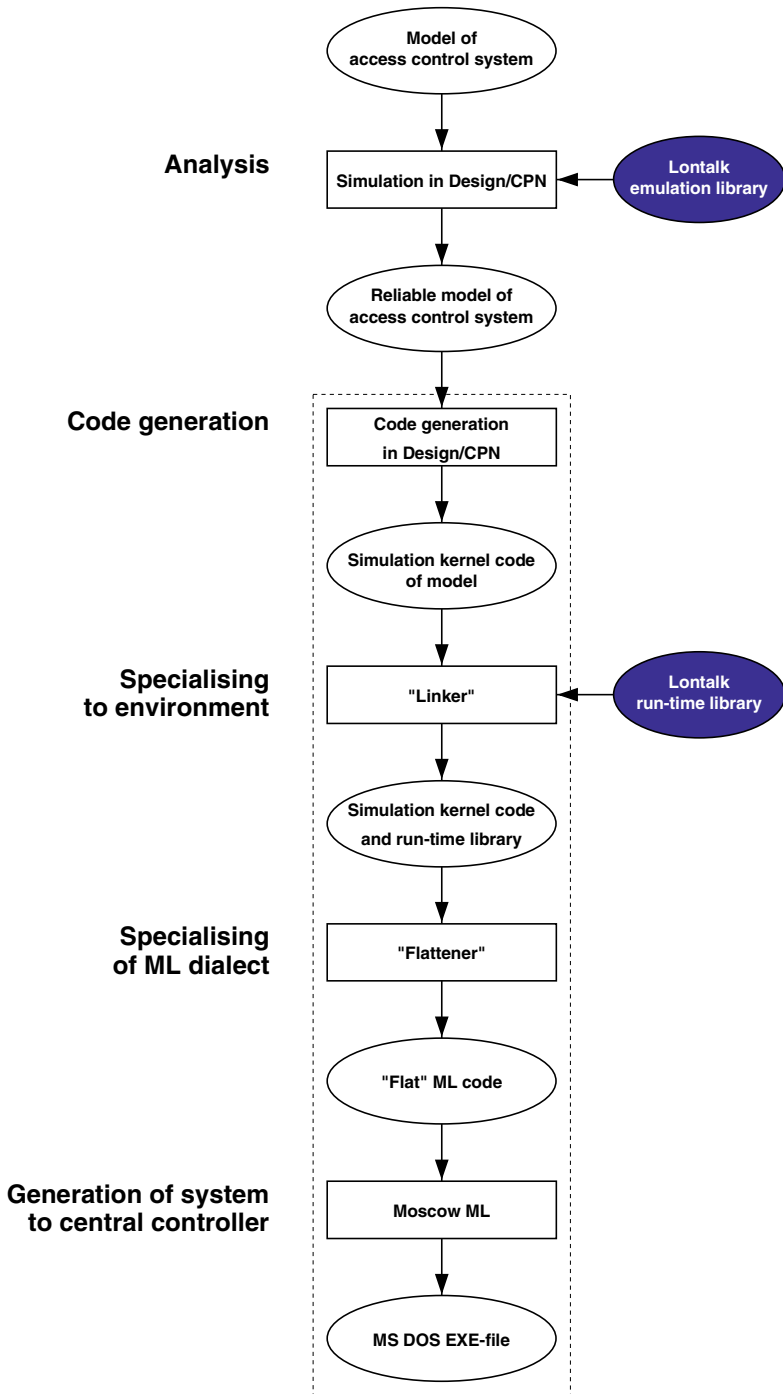 Model of
access control system
Analysis
Simulation in Design/CPN
Lontalk
emulation library
Reliable model of
access control system
Code generation
Code generation
in Design/CPN
Simulation kernel code
of model
Specialising
to environment
"Linker"
Lontalk
run-time library
Simulation kernel code
and run-time library
Specialising
of ML dialect
"Flattener"
"Flat" ML code
Generation of system
to central controller
Moscow ML
MS DOS EXE-file